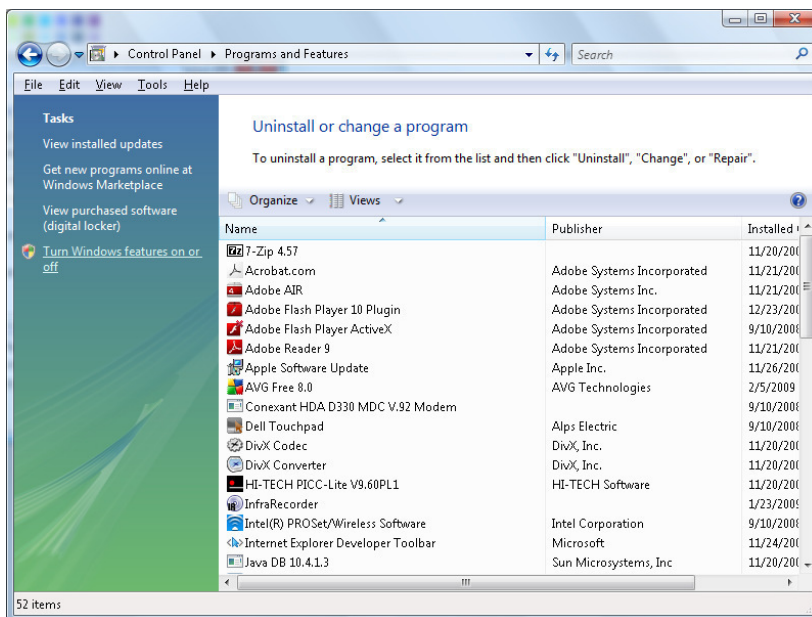 Control Panel
Programs and Features
Search
File Edit View Tools Help
Tasks
View installed updates
Get new programs online at
Windows Marketplace
View purchased software
(digital locker)
Turn Windows features on or
off
Uninstall or change a program
To uninstall a program, select it from the list and then click "Uninstall", "Change", or "Repair".
Organize Views
Name Publisher Installed
7-Zip 4.57 11/20/200
Acrobat.com Adobe Systems Incorporated 11/21/200
Adobe AIR Adobe Systems Inc. 11/21/200
Adobe Flash Player 10 Plugin Adobe Systems Incorporated 12/23/200
Adobe Flash Player ActiveX Adobe Systems Incorporated 9/10/2008
Adobe Reader 9 Adobe Systems Incorporated 11/21/200
Apple Software Update Apple Inc. 11/26/200
AVG Free 8.0 AVG Technologies 2/5/2009
Conexant HDA D330 MDC V.92 Modem 9/10/2008
Dell Touchpad Alps Electric 9/10/2008
DivX Codec DivX, Inc. 11/20/200
DivX Converter DivX, Inc. 11/20/200
HI-TECH PICC-Lite V9.60PL1 HI-TECH Software 11/20/200
InfraRecorder 1/23/2009
Intel(R) PROSet/Wireless Software Intel Corporation 9/10/2008
Internet Explorer Developer Toolbar Microsoft 11/24/200
Java DB 10.4.1.3 Sun Microsystems, Inc 11/20/200
52 items